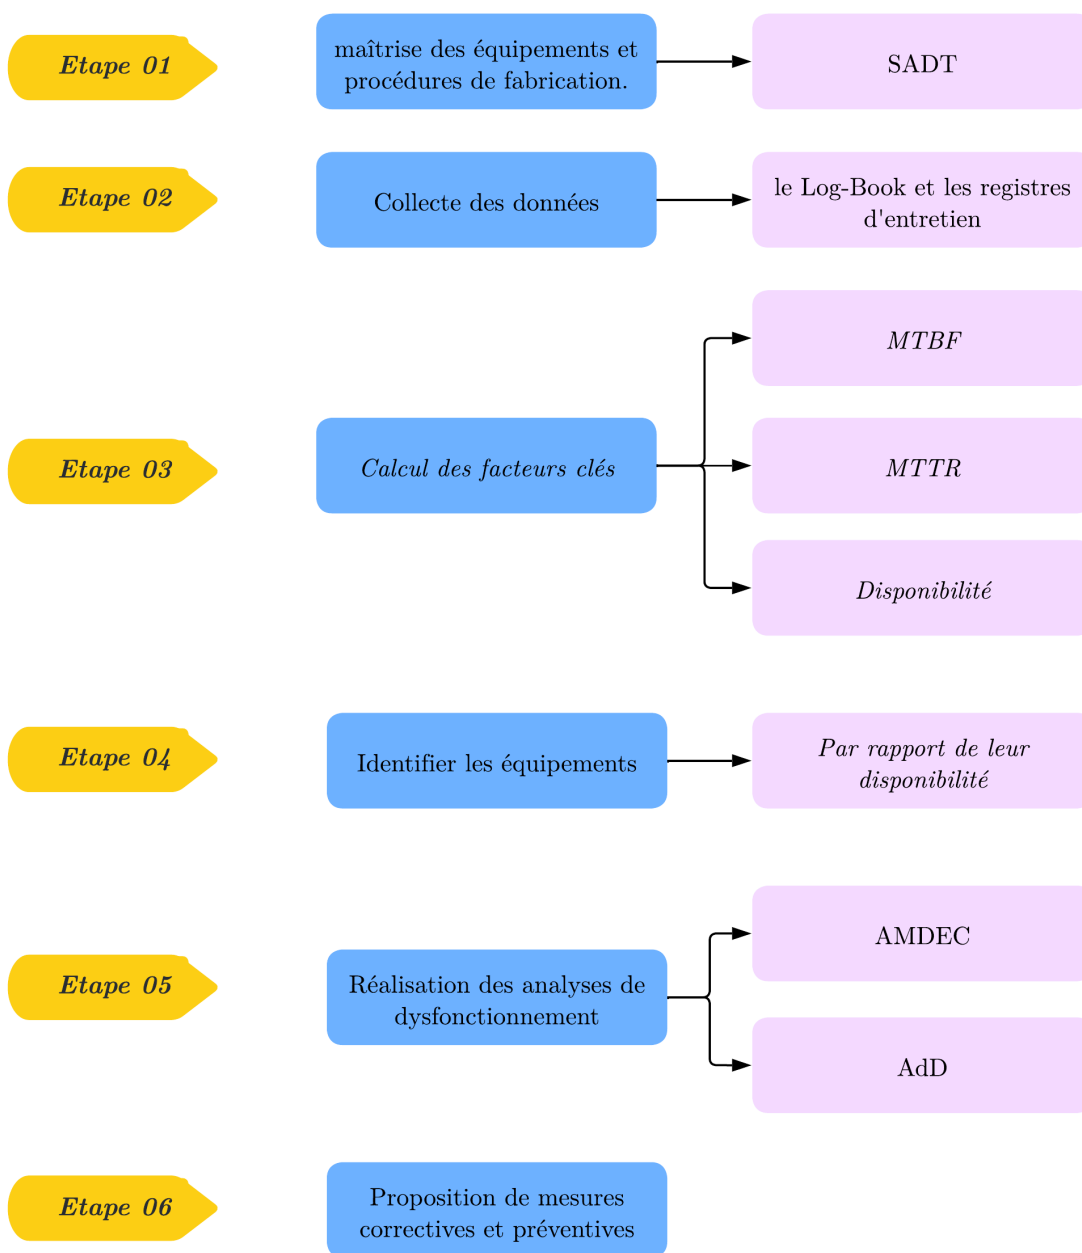 Etape 01
maîtrise des équipements et
procédures de fabrication.
SADT
Etape 02
Collecte des données
le Log-Book et les registres
d'entretien
Etape 03
Calcul des facteurs clés
MTBF
MTTR
Disponibilité
Etape 04
Identifier les équipements
Par rapport de leur
disponibilité
Etape 05
Réalisation des analyses de
dysfonctionnement
AMDEC
AdD
Etape 06
Proposition de mesures
correctives et préventives